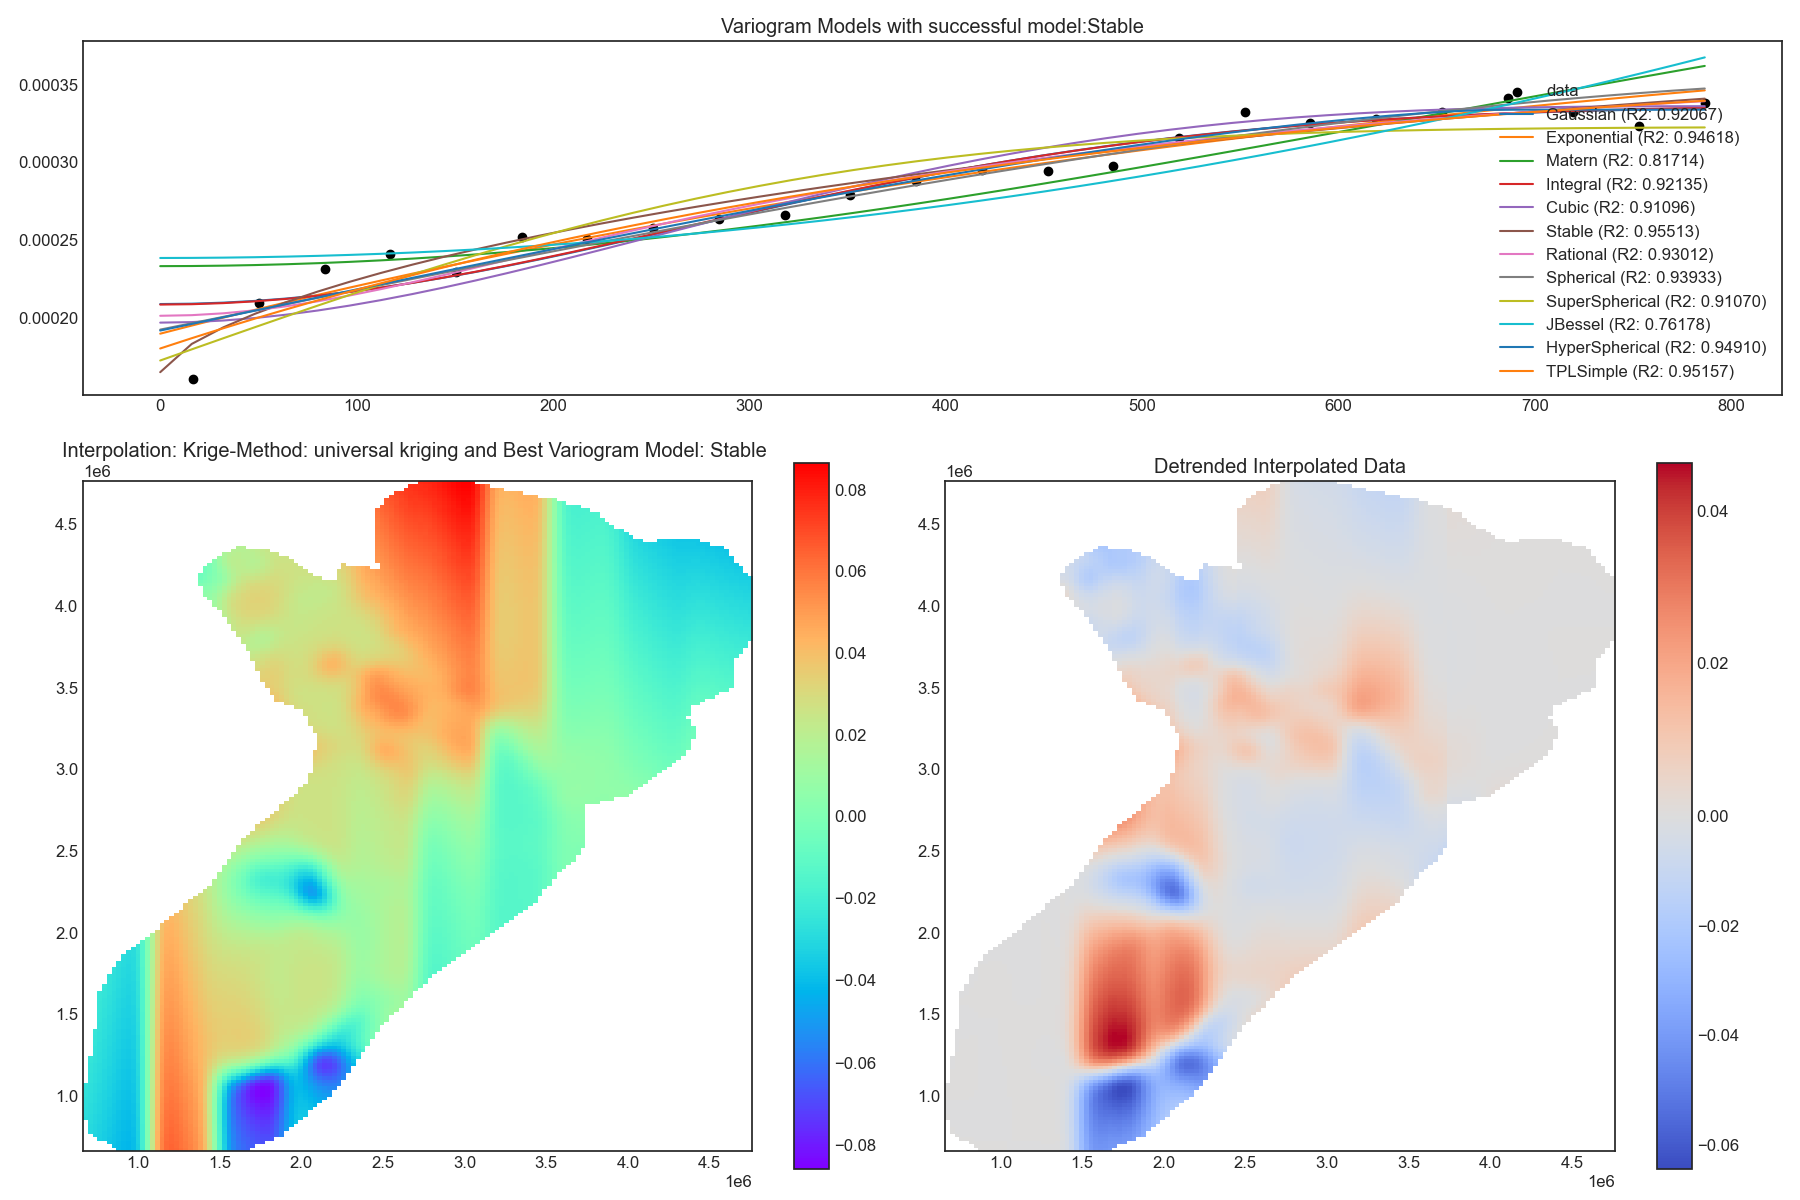 Variogram Models with successful model:Stable
0.00035
0.00030
0.00025
0.00020
data
Gaussian (R2: 0.92067)
Exponential (R2: 0.94618)
Matern (R2: 0.81714)
Integral (R2: 0.92135)
Cubic (R2: 0.91096)
Stable (R2: 0.95513)
Rational (R2: 0.93012)
Spherical (R2: 0.93933)
SuperSpherical (R2: 0.91070)
JBessel (R2: 0.76178)
HyperSpherical (R2: 0.94910)
TPLSimple (R2: 0.95157)
0 100 200 300 400 500 600 700 800
Interpolation: Krige-Method: universal kriging and Best Variogram Model: Stable
1e6
4.5
4.0
3.5
3.0
2.5
2.0
1.5
1.0
1.0 1.5 2.0 2.5 3.0 3.5 4.0 4.5
1e6
0.08
0.06
0.04
0.02
0.00
−0.02
−0.04
−0.06
−0.08
Detrended Interpolated Data
1e6
4.5
4.0
3.5
3.0
2.5
2.0
1.5
1.0
1.0 1.5 2.0 2.5 3.0 3.5 4.0 4.5
1e6
0.04
0.02
0.00
−0.02
−0.04
−0.06